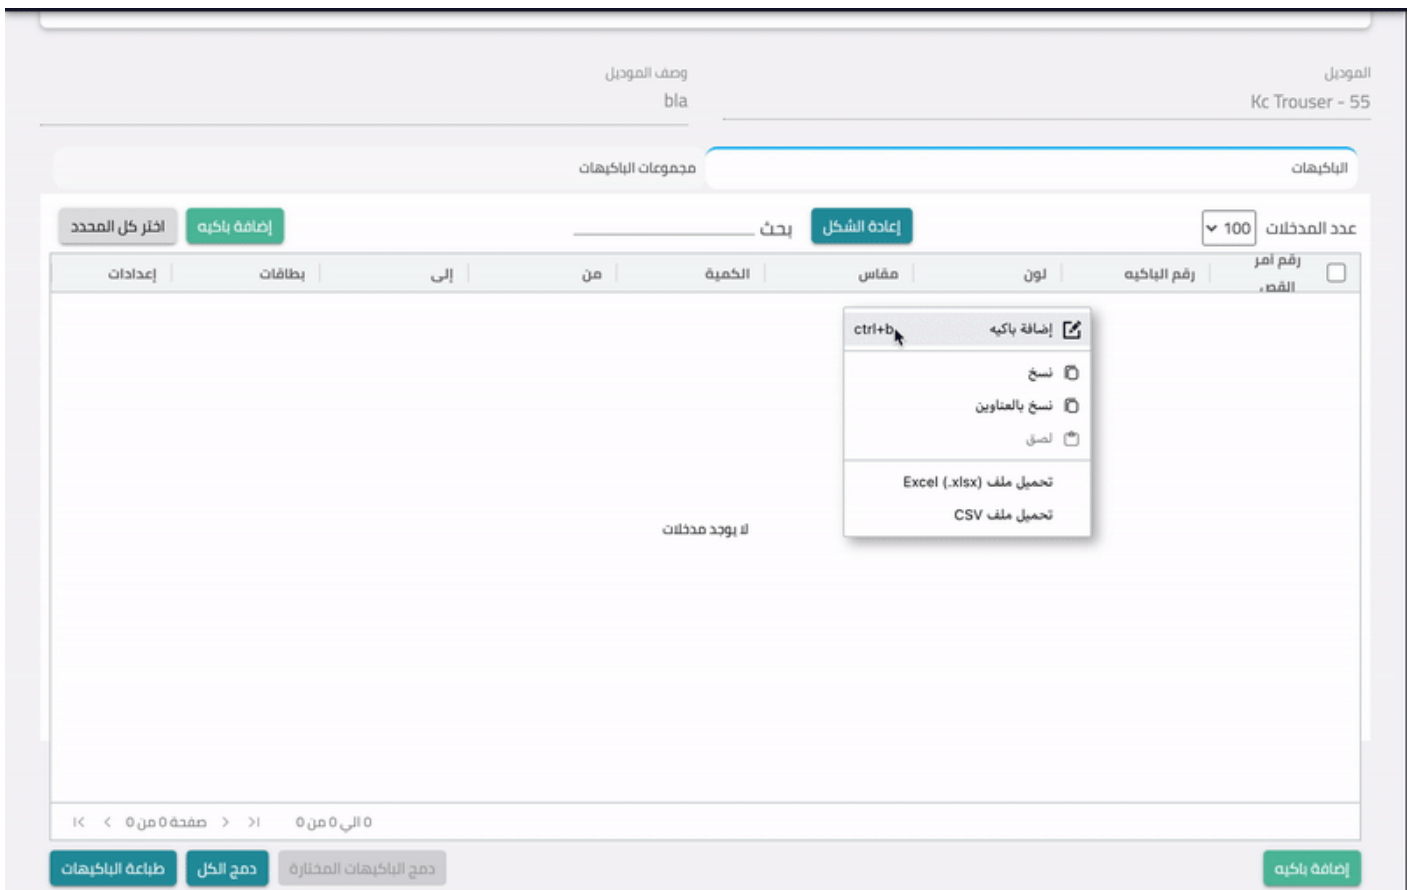 الموديل
Kc Trouser - 55
وصف الموديل
bla
الباكيهات
مجموعات الباكيهات
عدد المدخلات 100
إعادة الشكل
بحث
إضافة باكيه
اختر كل المحدد
رقم أمر القص
رقم الباكيه
لون
مقاس
الكمية
من
إلى
بطاقات
إعدادات
إضافة باكيه ctrl+b
نسخ
نسخ بالعناوين
لصق
تحميل ملف Excel (.xlsx)
تحميل ملف CSV
لا يوجد مدخلات
0 الي 0 من 0
صفحة 0 من 0
إضافة باكيه
دمج الباكيهات المختارة
دمج الكل
طباعة الباكيهات